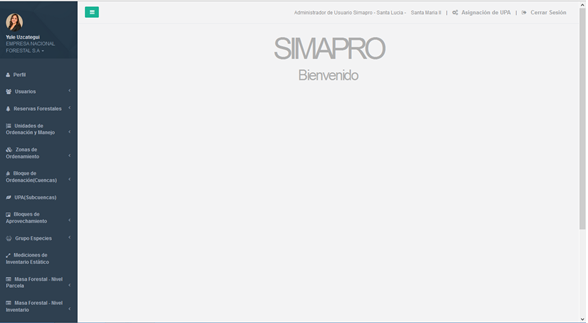 Administrador de Usuario Simapro - Santa Lucia - Santa Maria II | Asignación de UPA | Cerrar Sesión
Yule Uzcategui
EMPRESA NACIONAL
FORESTAL S.A
SIMAPRO
Bienvenido
Perfil
Usuarios
Reservas Forestales
Unidades de
Ordenación y Manejo
Zonas de
Ordenamiento
Bloque de
Ordenación(Cuencas)
UPA(Subcuencas)
Bloques de
Aprovechamiento
Grupo Especies
Mediciones de
Inventario Estático
Masa Forestal - Nivel
Parcela
Masa Forestal - Nivel
Inventario